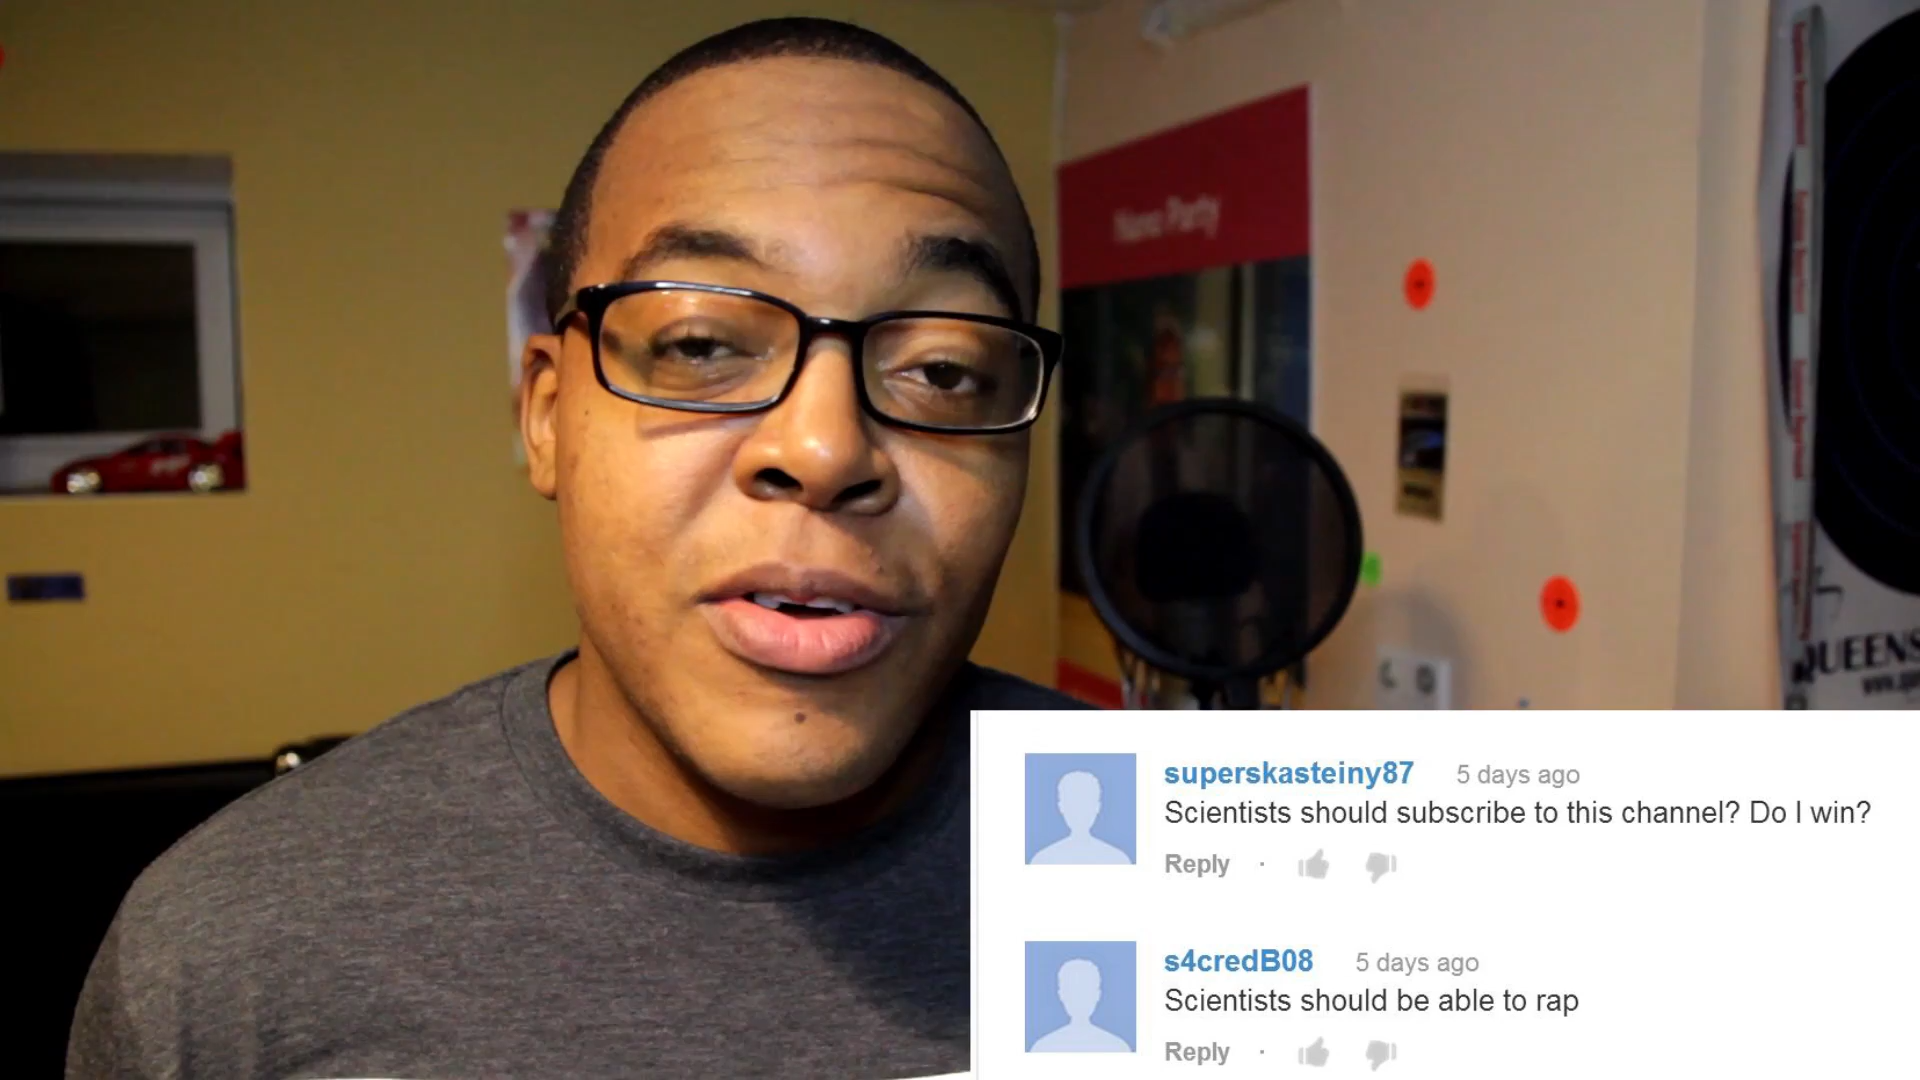 Party
QUEENS
superskasteiny87 5 days ago
Scientists should subscribe to this channel? Do I win?
Reply ·
s4credB08 5 days ago
Scientists should be able to rap
Reply ·